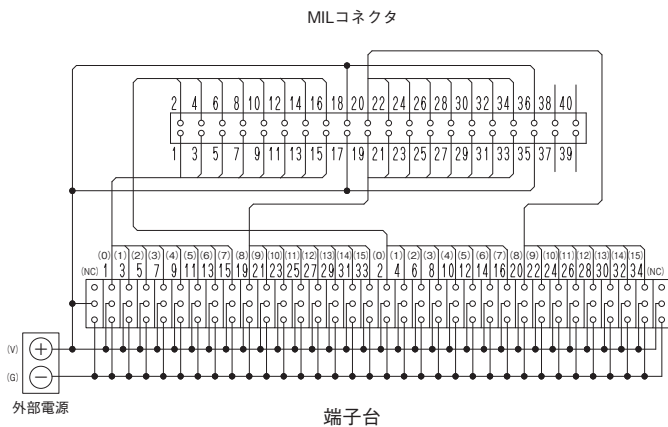 MILコネクタ
2 4 6 8 10 12 14 16 18 20 22 24 26 28 30 32 34 36 38 40
1 3 5 7 9 11 13 15 17 19 21 23 25 27 29 31 33 35 37 39
(0) (1) (2) (3) (4) (5) (6) (7) (8) (9) (10) (11) (12) (13) (14) (15) (0) (1) (2) (3) (4) (5) (6) (7) (8) (9) (10) (11) (12) (13) (14) (15)
(NC) 1 3 5 7 9 11 13 15 19 21 23 25 27 29 31 33 2 4 6 8 10 12 14 16 20 22 24 26 28 30 32 34 (NC)
(V)
(G)
外部電源
端子台